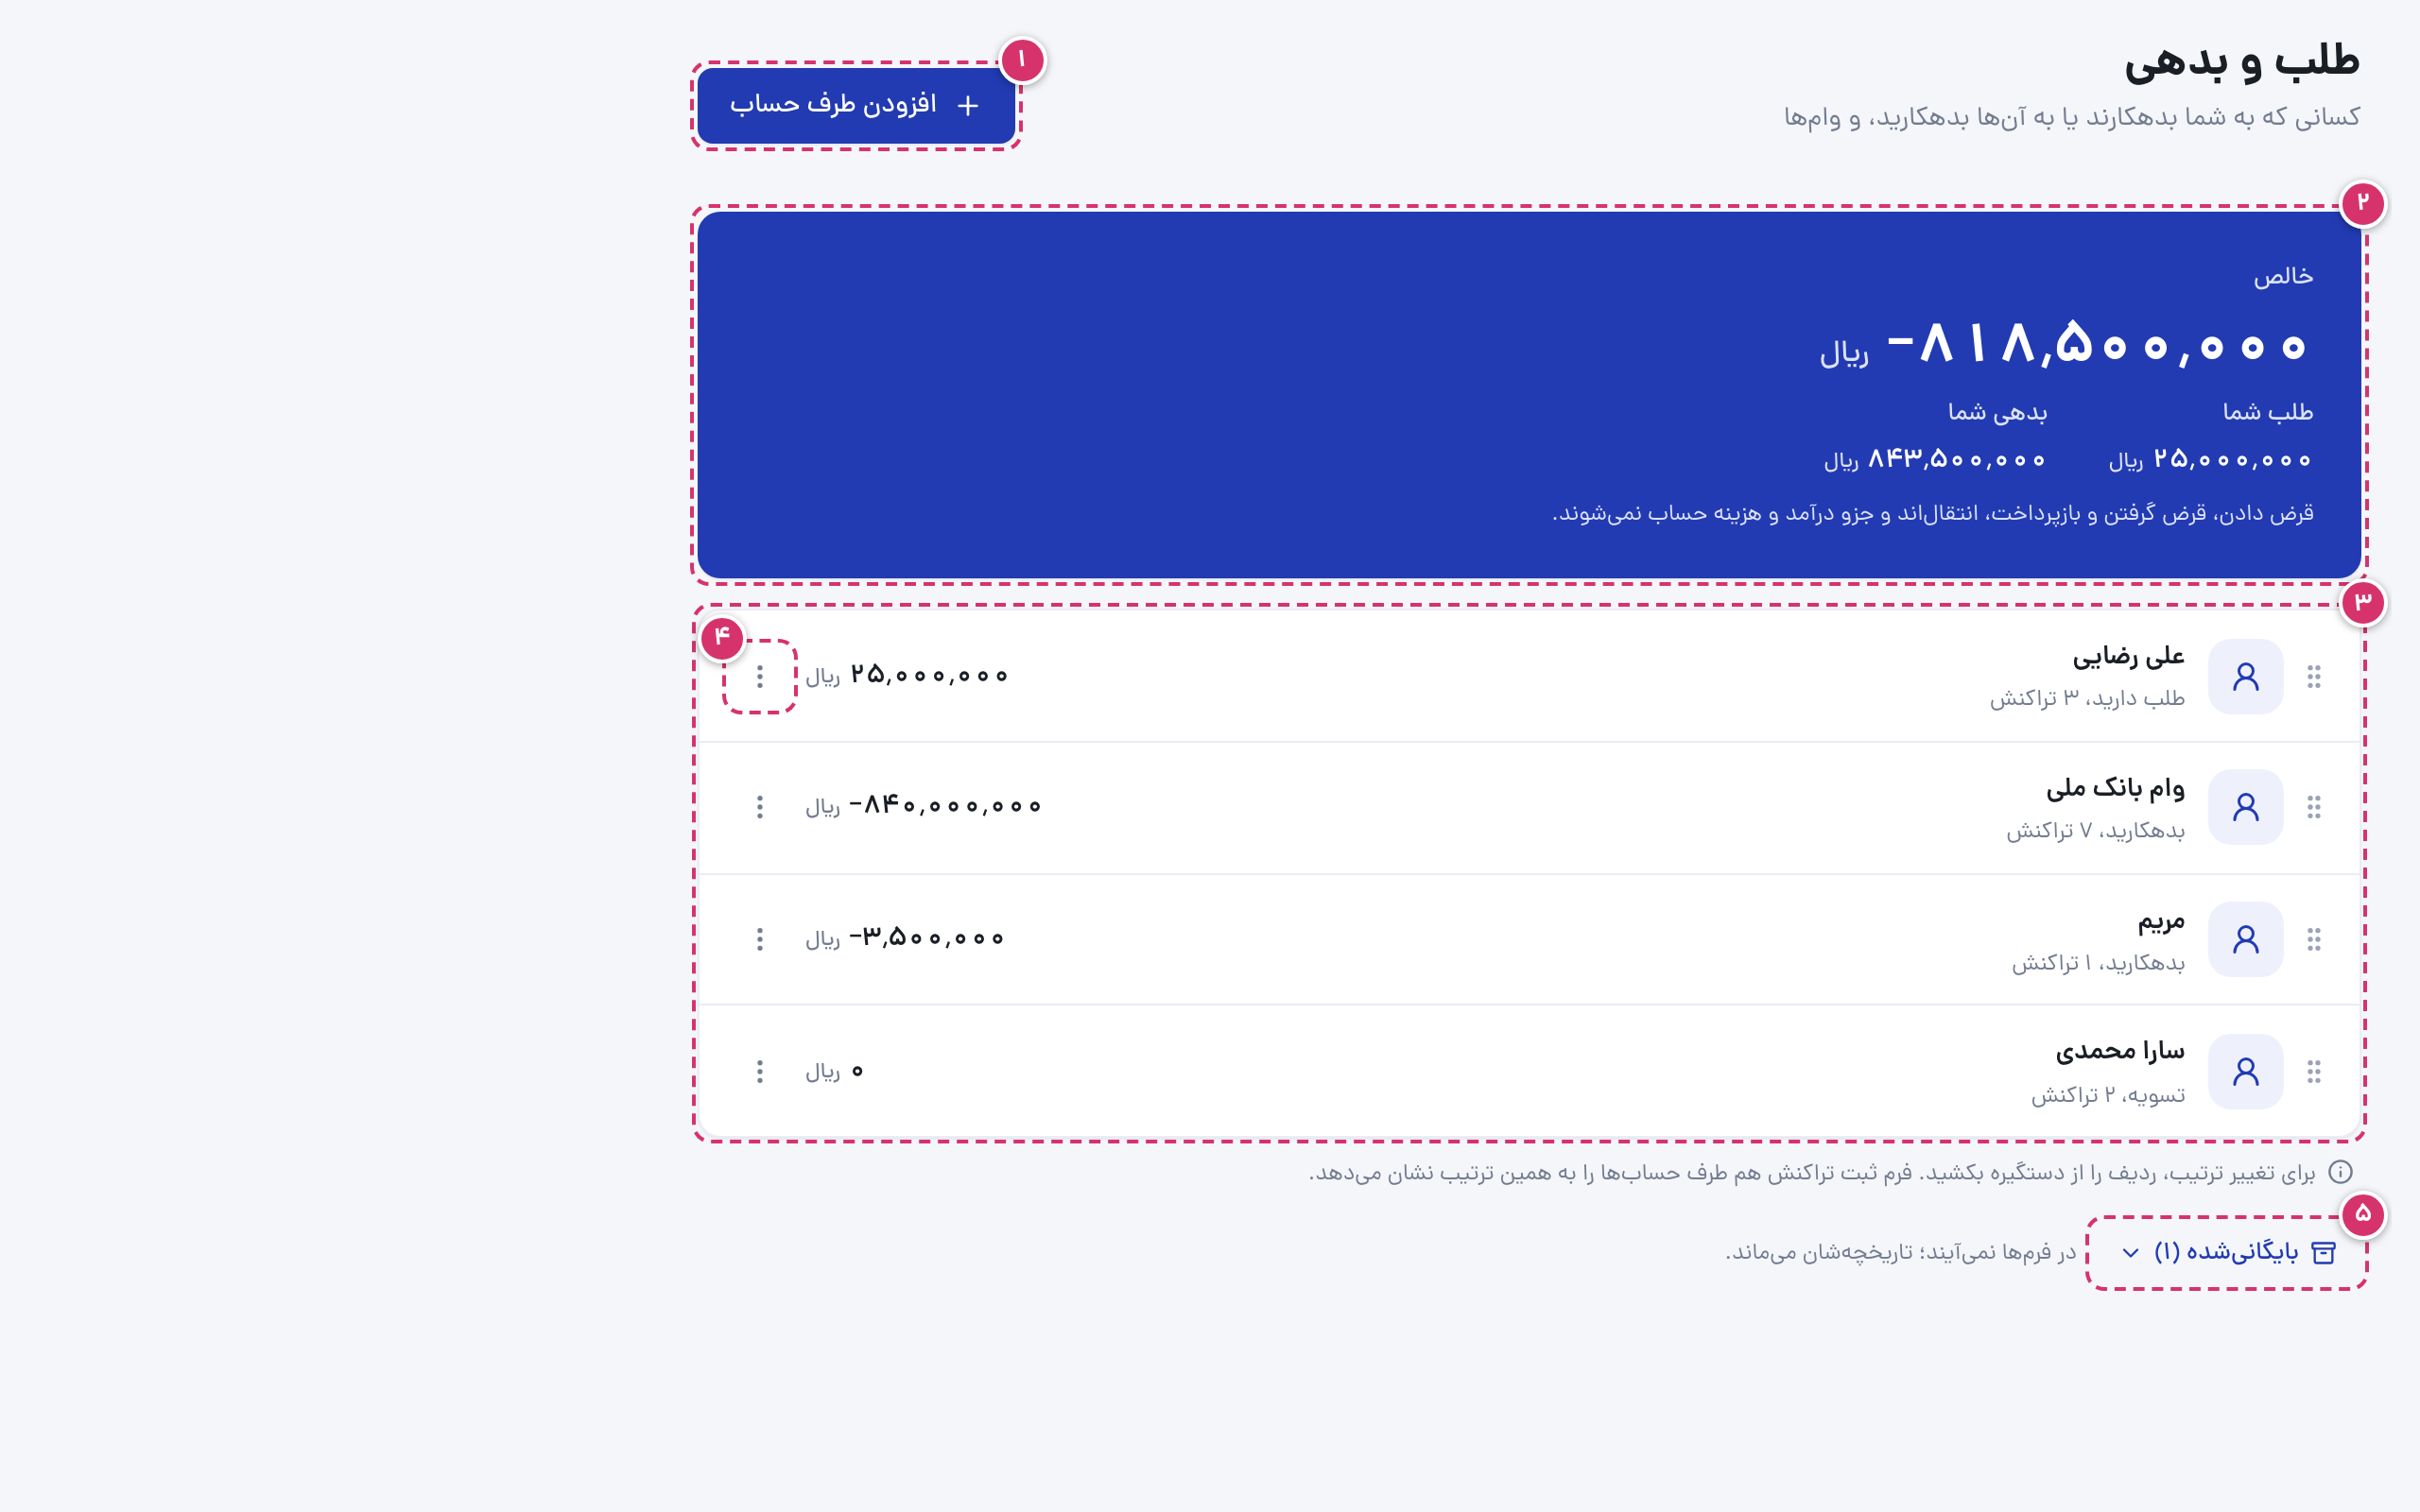 طلب و بدهی
کسانی که به شما بدهکارند یا به آن‌ها بدهکارید، و وام‌ها
۱
+ افزودن طرف حساب
۲
خالص
−۸۱۸٬۵۰۰٬۰۰۰ ریال
طلب شما
۲۵٬۰۰۰٬۰۰۰ ریال
بدهی شما
۸۴۳٬۵۰۰٬۰۰۰ ریال
قرض دادن، قرض گرفتن و بازپرداخت، انتقال‌اند و جزو درآمد و هزینه حساب نمی‌شوند.
۳
علی رضایی
طلب دارید، ۳ تراکنش
۲۵٬۰۰۰٬۰۰۰ ریال
۴
وام بانک ملی
بدهکارید، ۷ تراکنش
−۸۴۰٬۰۰۰٬۰۰۰ ریال
مریم
بدهکارید، ۱ تراکنش
−۳٬۵۰۰٬۰۰۰ ریال
سارا محمدی
تسویه، ۲ تراکنش
۰ ریال
برای تغییر ترتیب، ردیف را از دستگیره بکشید. فرم ثبت تراکنش هم طرف حساب‌ها را به همین ترتیب نشان می‌دهد.
۵
بایگانی‌شده (۱)
در فرم‌ها نمی‌آیند؛ تاریخچه‌شان می‌ماند.